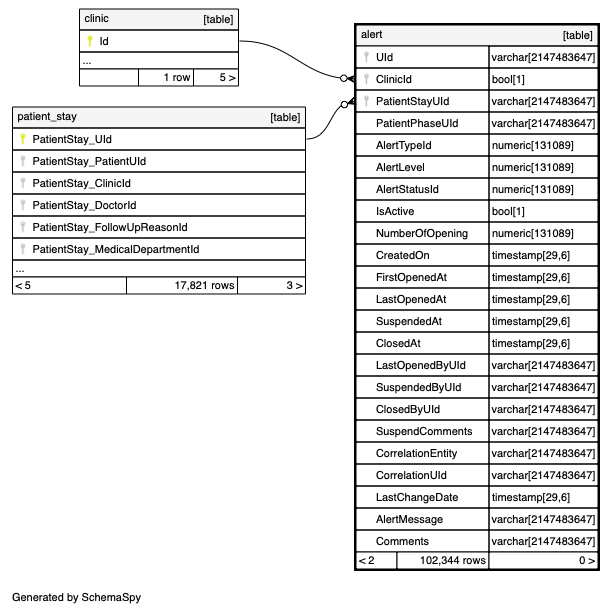 clinic [table]
Id
...
1 row 5 >
patient_stay [table]
PatientStay_UId
PatientStay_PatientUId
PatientStay_ClinicId
PatientStay_DoctorId
PatientStay_FollowUpReasonId
PatientStay_MedicalDepartmentId
...
< 5 17,821 rows 3 >
alert [table]
UId varchar[2147483647]
ClinicId bool[1]
PatientStayUId varchar[2147483647]
PatientPhaseUId varchar[2147483647]
AlertTypeId numeric[131089]
AlertLevel numeric[131089]
AlertStatusId numeric[131089]
IsActive bool[1]
NumberOfOpening numeric[131089]
CreatedOn timestamp[29,6]
FirstOpenedAt timestamp[29,6]
LastOpenedAt timestamp[29,6]
SuspendedAt timestamp[29,6]
ClosedAt timestamp[29,6]
LastOpenedByUId varchar[2147483647]
SuspendedByUId varchar[2147483647]
ClosedByUId varchar[2147483647]
SuspendComments varchar[2147483647]
CorrelationEntity varchar[2147483647]
CorrelationUId varchar[2147483647]
LastChangeDate timestamp[29,6]
AlertMessage varchar[2147483647]
Comments varchar[2147483647]
< 2 102,344 rows 0 >
Generated by SchemaSpy